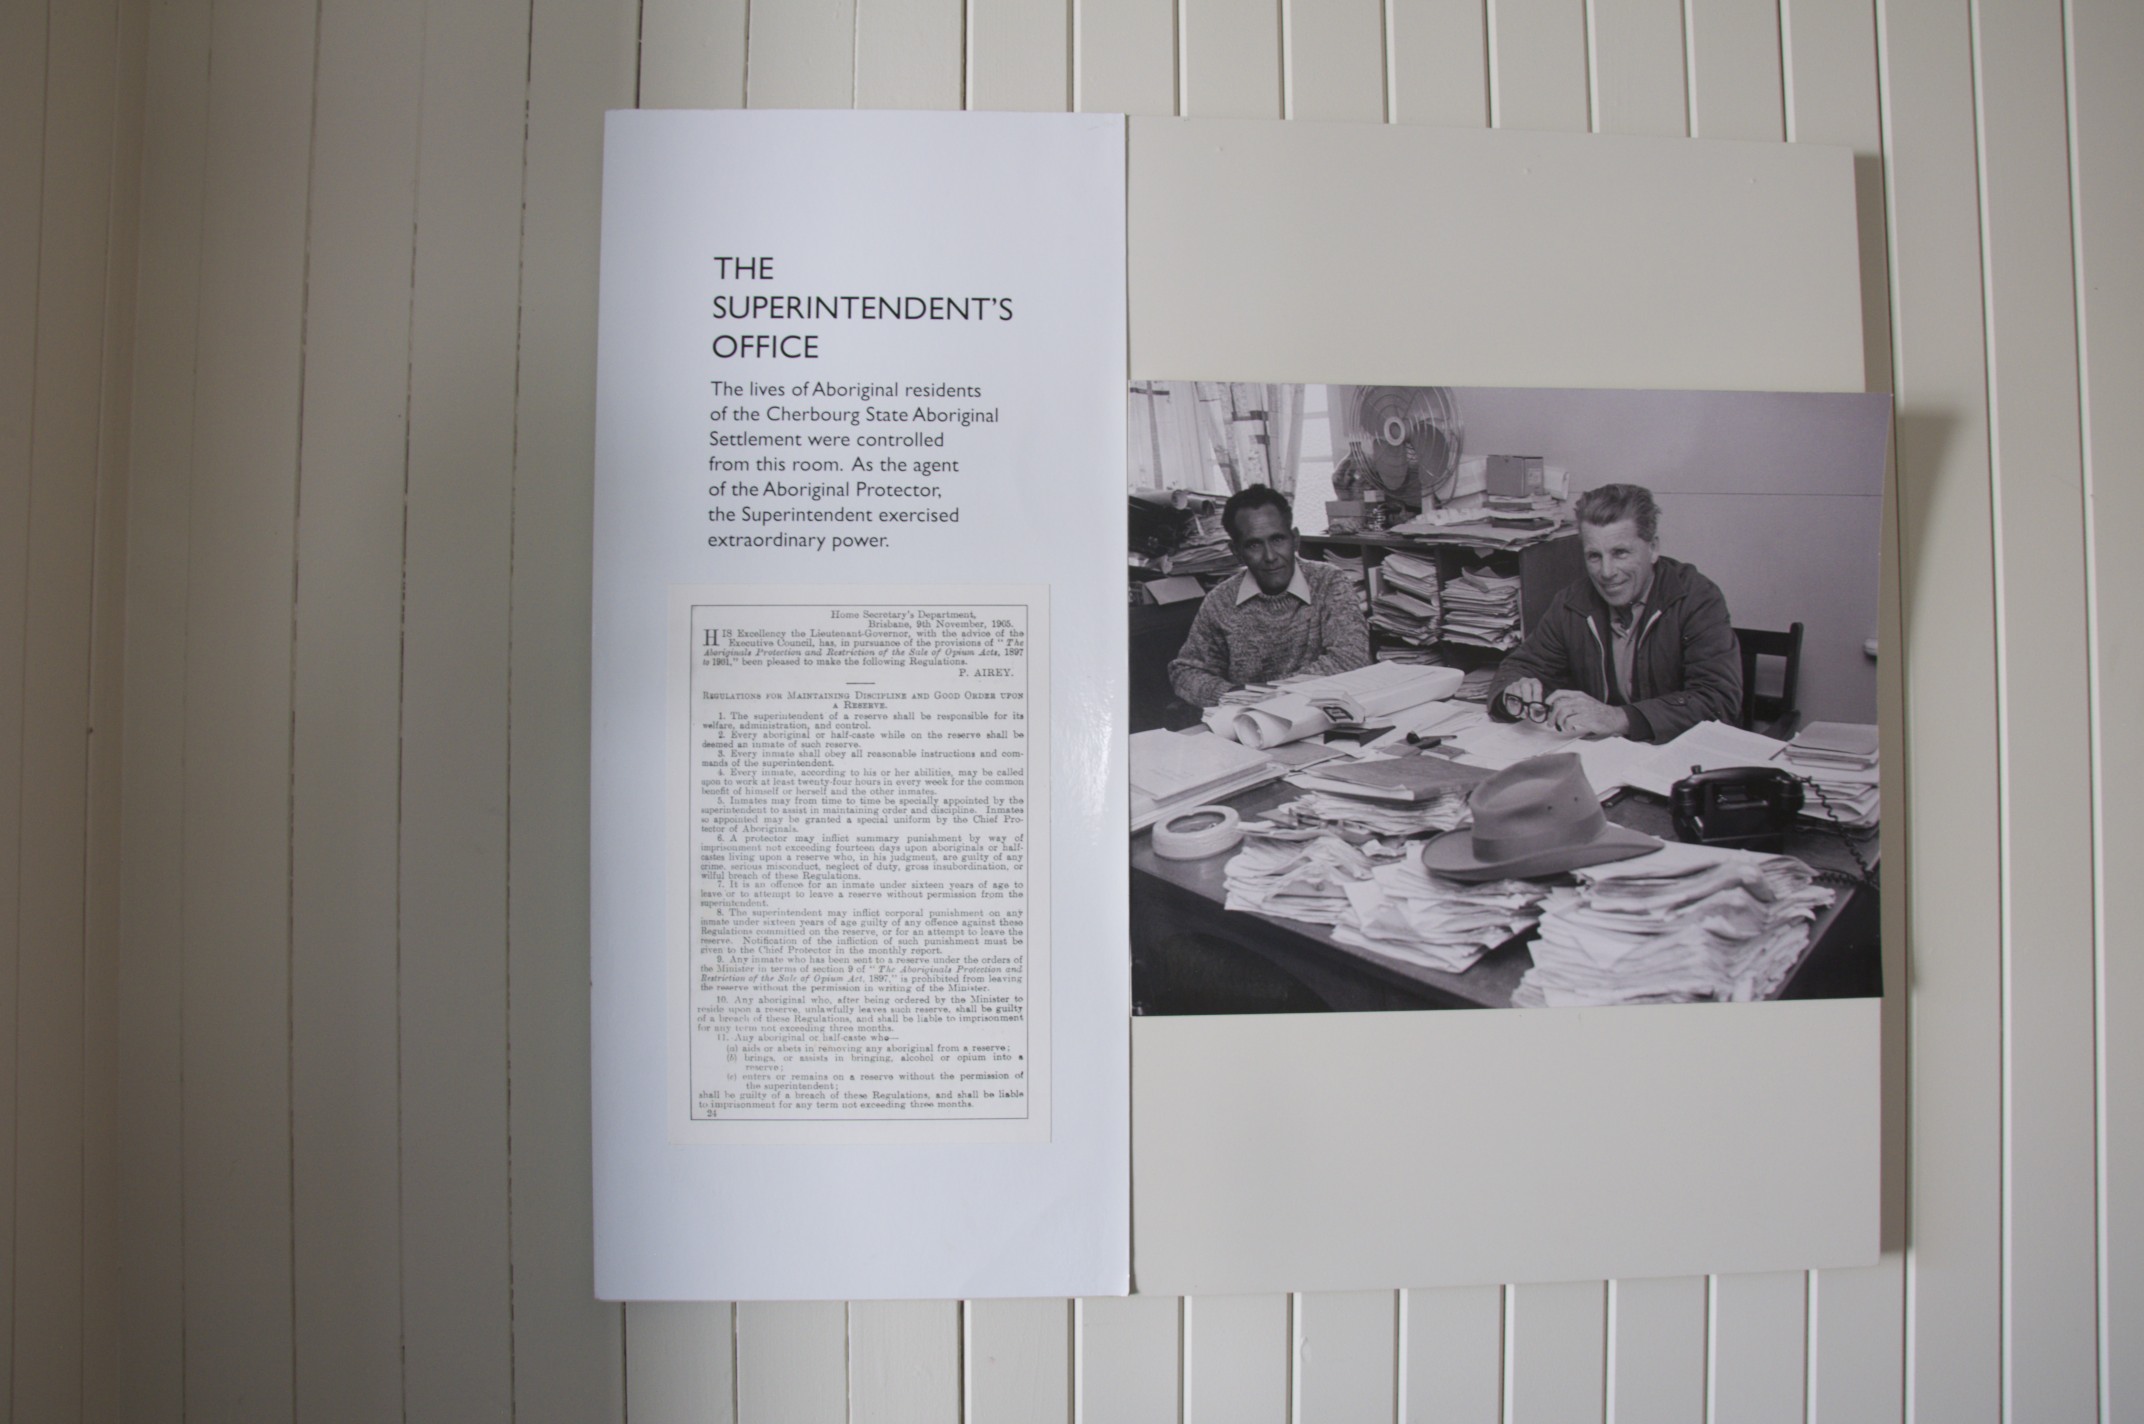 THE
SUPERINTENDENT'S
OFFICE
The lives of Aboriginal residents
of the Cherbourg State Aboriginal
Settlement were controlled
from this room. As the agent
of the Aboriginal Protector,
the Superintendent exercised
extraordinary power.
Home Secretary's Department,
Brisbane, 9th November, 1905.
HIS Excellency the Lieutenant-Governor, with the advice of the
Executive Council, has, in pursuance of the provisions of "The
Aboriginals Protection and Restriction of the Sale of Opium Acts, 1897
to 1901," been pleased to make the following Regulations.
P. AIREY.
REGULATIONS FOR MAINTAINING DISCIPLINE AND GOOD ORDER UPON
A RESERVE.
1. The superintendent of a reserve shall be responsible for its
welfare, administration, and control.
2. Every aboriginal or half-caste while on the reserve shall be
deemed an inmate of such reserve.
3. Every inmate shall obey all reasonable instructions and com-
mands of the superintendent.
4. Every inmate, according to his or her abilities, may be called
upon to work at least twenty-four hours in every week for the common
benefit of himself or herself and the other inmates.
5. Inmates may from time to time be specially appointed by the
superintendent to assist in maintaining order and discipline. Inmates
so appointed may be granted a special uniform by the Chief Pro-
tector of Aboriginals.
6. A protector may inflict summary punishment by way of
imprisonment not exceeding fourteen days upon aboriginals or half-
castes living upon a reserve who, in his judgment, are guilty of any
crime, serious misconduct, neglect of duty, gross insubordination, or
wilful breach of these Regulations.
7. It is an offence for an inmate under sixteen years of age to
leave or to attempt to leave a reserve without permission from the
superintendent.
8. The superintendent may inflict corporal punishment on any
inmate under sixteen years of age guilty of any offence against these
Regulations committed on the reserve, or for an attempt to leave the
reserve. Notification of the infliction of such punishment must be
given to the Chief Protector in the monthly report.
9. Any inmate who has been sent to a reserve under the orders of
the Minister in terms of section 9 of "The Aboriginals Protection and
Restriction of the Sale of Opium Act, 1897," is prohibited from leaving
the reserve without the permission in writing of the Minister.
10. Any aboriginal who, after being ordered by the Minister to
reside upon a reserve, unlawfully leaves such reserve, shall be guilty
of a breach of these Regulations, and shall be liable to imprisonment
for any term not exceeding three months.
11. Any aboriginal or half-caste who—
(a) aids or abets in removing any aboriginal from a reserve;
(b) brings, or assists in bringing, alcohol or opium into a
reserve;
(c) enters or remains on a reserve without the permission of
the superintendent;
shall be guilty of a breach of these Regulations, and shall be liable
to imprisonment for any term not exceeding three months.
24